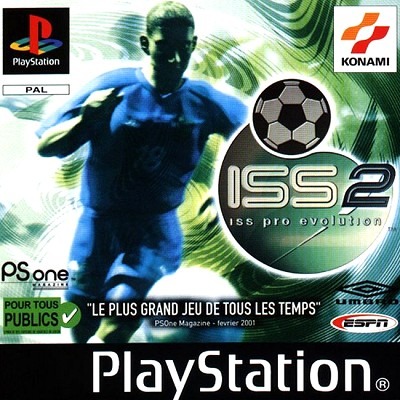 PlayStation
PAL
KONAMI
ISS2
iss pro evolution
TM
PS one
MAGAZINE
POUR TOUS
PUBLICS
"LE PLUS GRAND JEU DE TOUS LES TEMPS"
PSOne Magazine - fevrier 2001
UMBRO
ESPN
PlayStation®